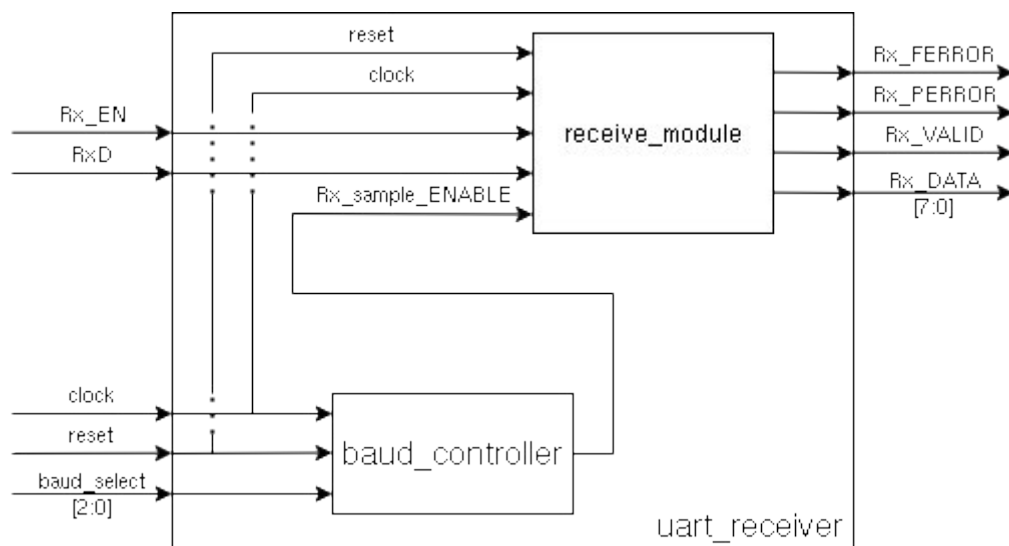 reset
clock
Rx_EN
RxD
Rx_sample_ENABLE
receive_module
Rx_FERROR
Rx_PERROR
Rx_VALID
Rx_DATA
[7:0]
clock
reset
baud_select
[2:0]
baud_controller
uart_receiver